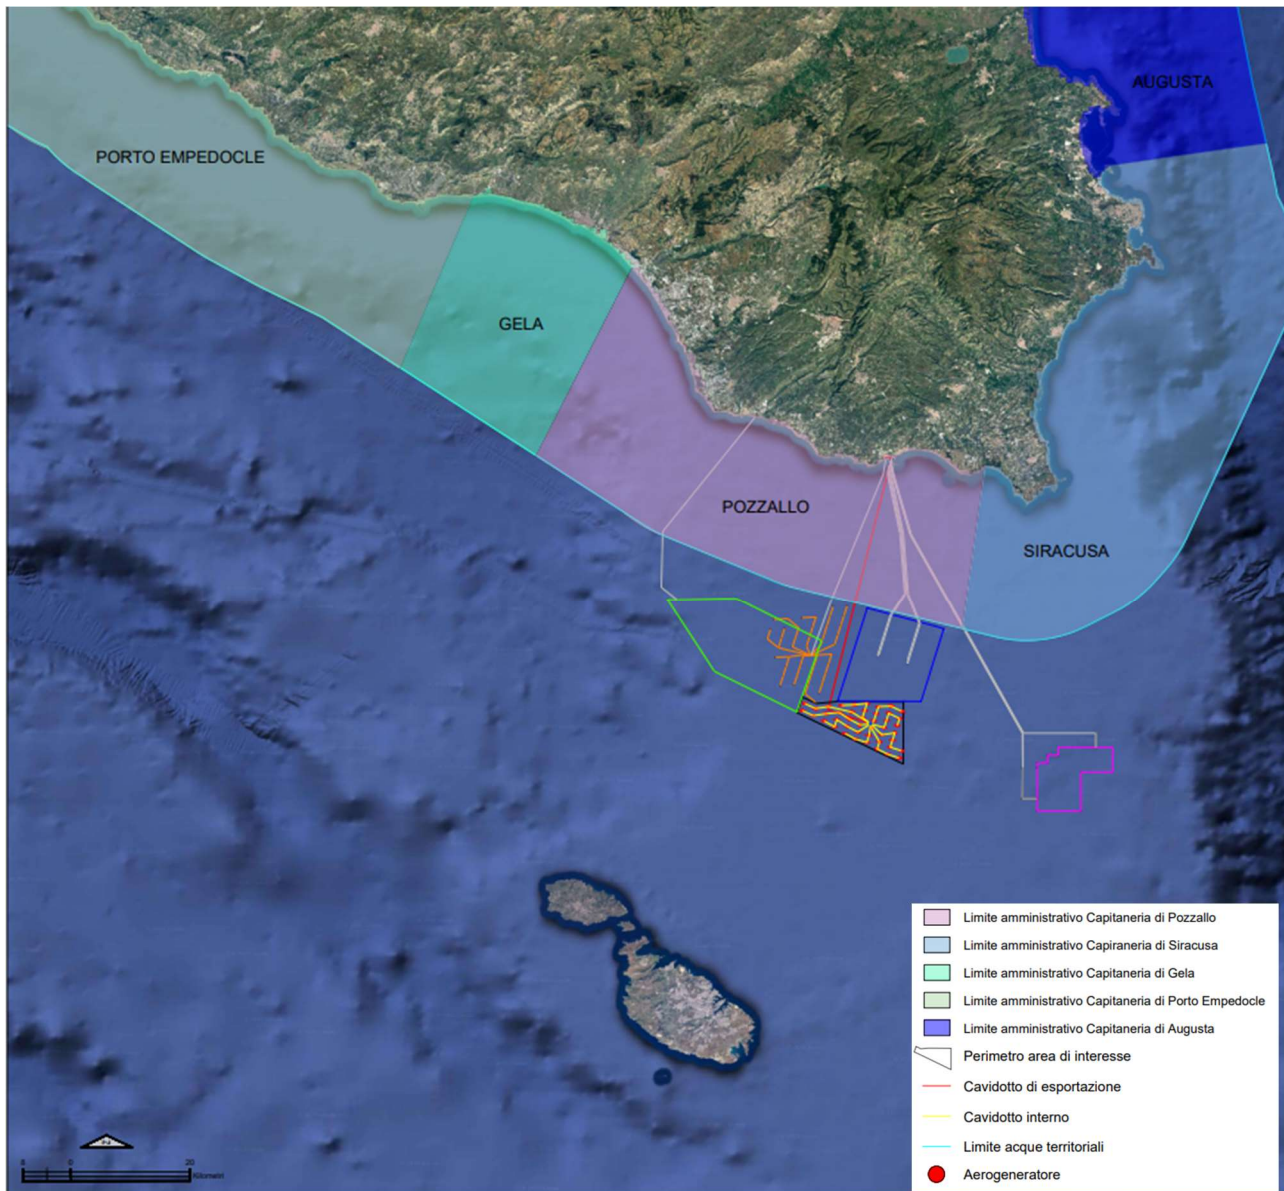 AUGUSTA
PORTO EMPEDOCLE
GELA
POZZALLO
SIRACUSA
Limite amministrativo Capitaneria di Pozzallo
Limite amministrativo Capiraneria di Siracusa
Limite amministrativo Capitaneria di Gela
Limite amministrativo Capitaneria di Porto Empedocle
Limite amministrativo Capitaneria di Augusta
Perimetro area di interesse
Cavidotto di esportazione
Cavidotto interno
Limite acque territoriali
Aerogeneratore
N
0 20
Kilometri